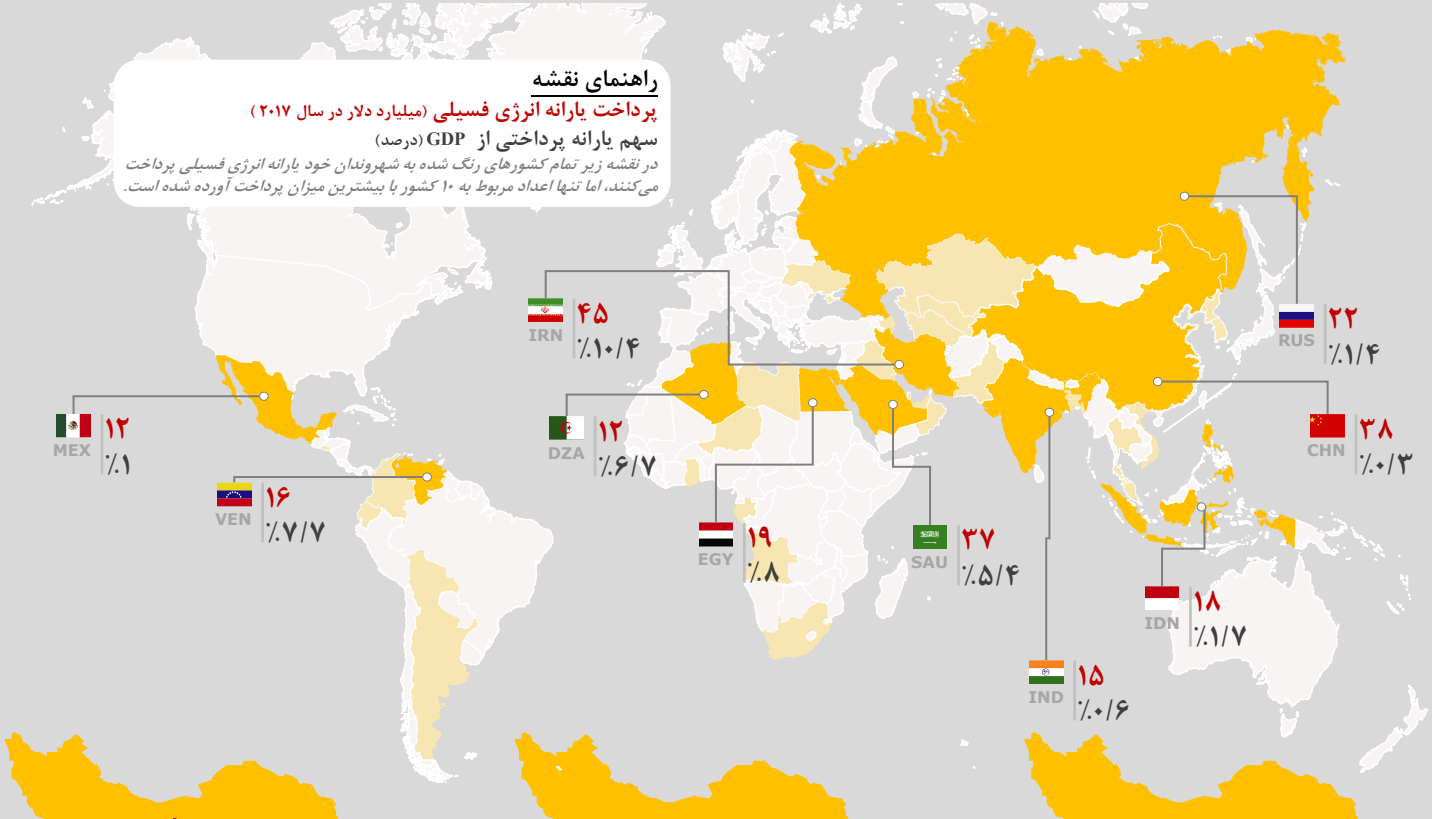 راهنمای نقشه
پرداخت یارانه انرژی فسیلی (میلیارد دلار در سال ۲۰۱۷ )
سهم یارانه پرداختی از GDP (درصد)
در نقشه زیر تمام کشورهای رنگ شده به شهروندان خود یارانه انرژی فسیلی پرداخت
می‌کنند، اما تنها اعداد مربوط به ۱۰ کشور با بیشترین میزان پرداخت آورده شده است.
۴۵
IRN
٪۱۰/۴
۲۲
RUS
٪۱/۴
۱۲
MEX
٪۱
۱۲
DZA
٪۶/۷
۳۸
CHN
٪۰/۳
۱۶
VEN
٪۷/۷
۱۹
EGY
٪۸
۳۷
SAU
٪۵/۴
۱۸
IDN
٪۱/۷
۱۵
IND
٪۰/۶